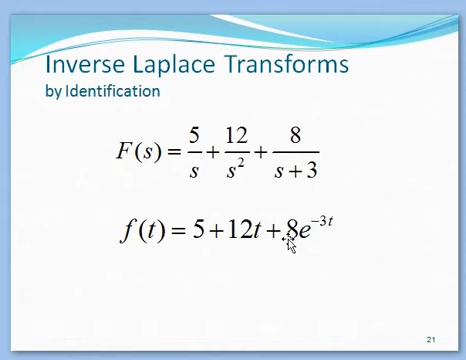 Inverse Laplace Transforms
by Identification
F(s) = 5/s + 12/s² + 8/(s + 3)
f(t) = 5 + 12t + 8e⁻³ᵗ
21